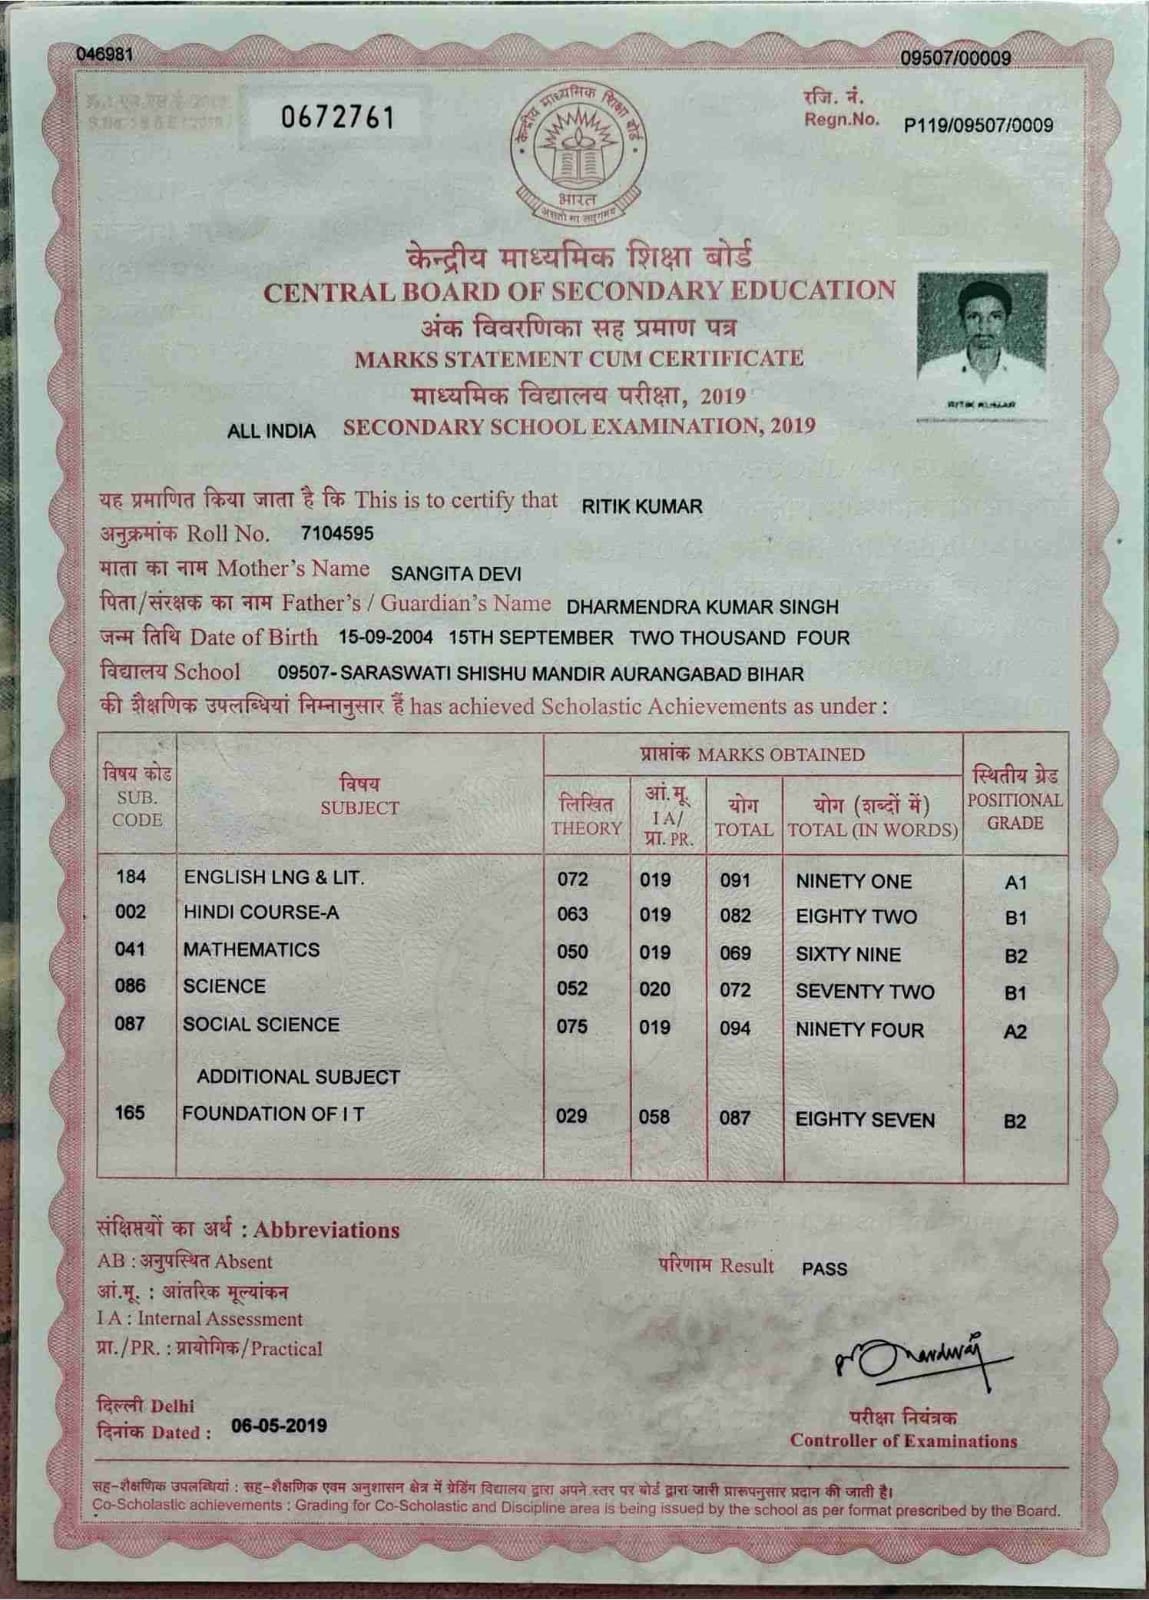 046981
09507/00009
0672761
रजि. नं.
Regn.No. P119/09507/0009
केन्द्रीय माध्यमिक शिक्षा बोर्ड
भारत
असतो मा सद्गमय
केन्द्रीय माध्यमिक शिक्षा बोर्ड
CENTRAL BOARD OF SECONDARY EDUCATION
अंक विवरणिका सह प्रमाण पत्र
MARKS STATEMENT CUM CERTIFICATE
माध्यमिक विद्यालय परीक्षा, 2019
ALL INDIA SECONDARY SCHOOL EXAMINATION, 2019
RITIK KUMAR
यह प्रमाणित किया जाता है कि This is to certify that RITIK KUMAR
अनुक्रमांक Roll No. 7104595
माता का नाम Mother's Name SANGITA DEVI
पिता/संरक्षक का नाम Father's / Guardian's Name DHARMENDRA KUMAR SINGH
जन्म तिथि Date of Birth 15-09-2004 15TH SEPTEMBER TWO THOUSAND FOUR
विद्यालय School 09507-SARASWATI SHISHU MANDIR AURANGABAD BIHAR
की शैक्षणिक उपलब्धियां निम्नानुसार हैं has achieved Scholastic Achievements as under :
विषय कोड SUB. CODE
विषय SUBJECT
प्राप्तांक MARKS OBTAINED
लिखित THEORY
आं.मू. I A/ प्रा. PR.
योग TOTAL
योग (शब्दों में) TOTAL (IN WORDS)
स्थितीय ग्रेड POSITIONAL GRADE
184 ENGLISH LNG & LIT. 072 019 091 NINETY ONE A1
002 HINDI COURSE-A 063 019 082 EIGHTY TWO B1
041 MATHEMATICS 050 019 069 SIXTY NINE B2
086 SCIENCE 052 020 072 SEVENTY TWO B1
087 SOCIAL SCIENCE 075 019 094 NINETY FOUR A2
ADDITIONAL SUBJECT
165 FOUNDATION OF I T 029 058 087 EIGHTY SEVEN B2
संक्षिप्तियों का अर्थ : Abbreviations
AB : अनुपस्थित Absent
परिणाम Result PASS
आं.मू. : आंतरिक मूल्यांकन
I A : Internal Assessment
प्रा./PR. : प्रायोगिक/Practical
दिल्ली Delhi
दिनांक Dated : 06-05-2019
परीक्षा नियंत्रक
Controller of Examinations
सह-शैक्षणिक उपलब्धियां : सह-शैक्षणिक एवम अनुशासन क्षेत्र में ग्रेडिंग विद्यालय द्वारा अपने स्तर पर बोर्ड द्वारा जारी प्रारूपनुसार प्रदान की जाती है।
Co-Scholastic achievements : Grading for Co-Scholastic and Discipline area is being issued by the school as per format prescribed by the Board.